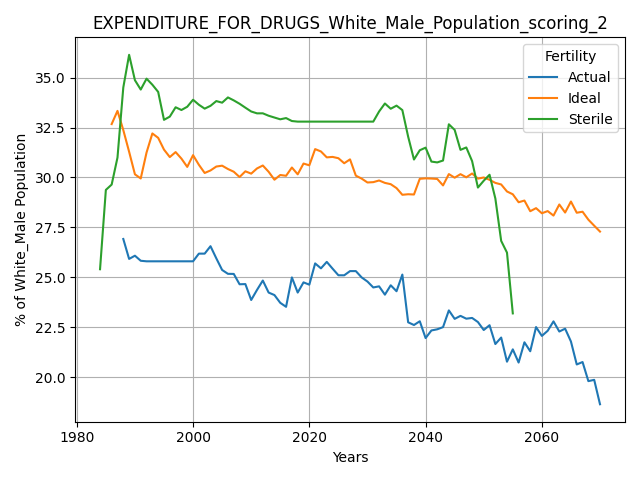 EXPENDITURE_FOR_DRUGS_White_Male_Population_scoring_2
Fertility
Actual
Ideal
Sterile
% of White_Male Population
35.0
32.5
30.0
27.5
25.0
22.5
20.0
1980
2000
2020
2040
2060
Years